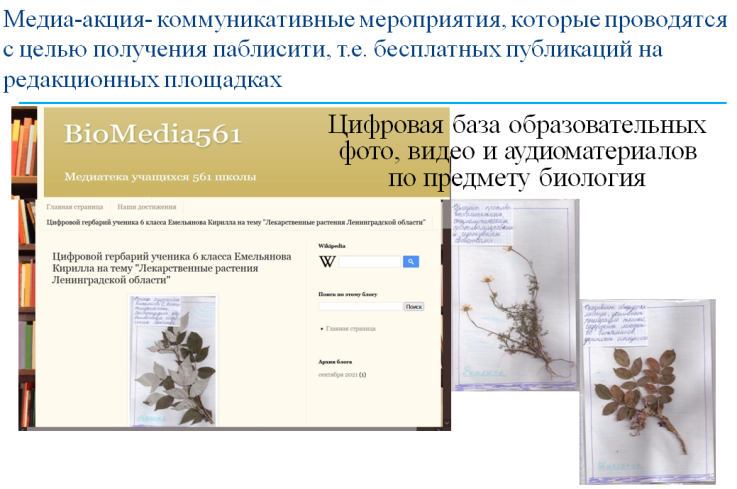 Медиа-акция- коммуникативные мероприятия, которые проводятся
с целью получения паблисити, т.е. бесплатных публикаций на
редакционных площадках
BioMedia561
Медиатека учащихся 561 школы
Цифровая база образовательных
фото, видео и аудиоматериалов
по предмету биология
Главная страница Наши достижения
Цифровой гербарий ученика 6 класса Емельянова Кирилла на тему "Лекарственные растения Ленинградской области"
Цифровой гербарий ученика 6 класса Емельянова
Кирилла на тему "Лекарственные растения
Ленинградской области"
Wikipedia
W
Поиск по этому блогу
Поиск
Главная страница
Архив блога
сентября 2021 (1)